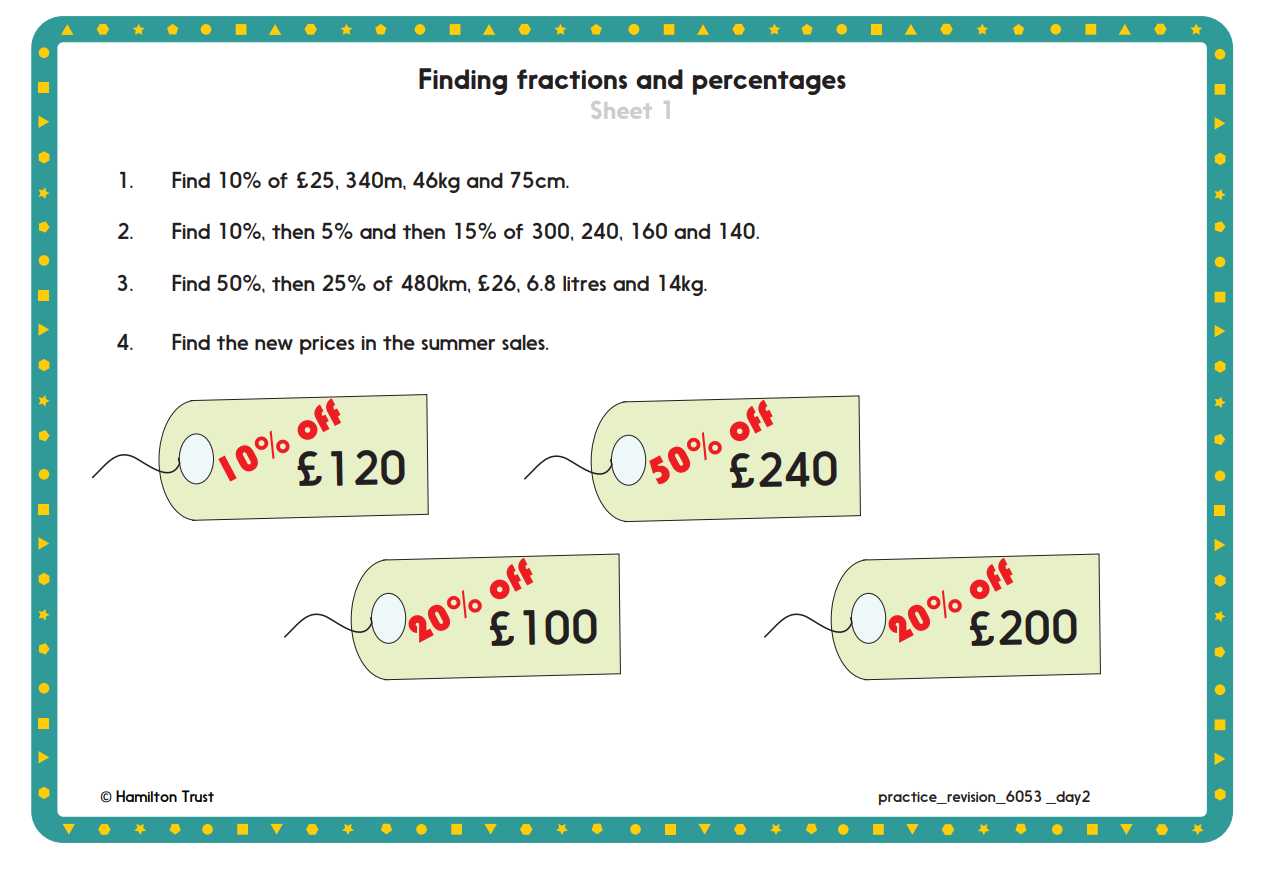 Finding fractions and percentages
Sheet 1
1. Find 10% of £25, 340m, 46kg and 75cm.
2. Find 10%, then 5% and then 15% of 300, 240, 160 and 140.
3. Find 50%, then 25% of 480km, £26, 6.8 litres and 14kg.
4. Find the new prices in the summer sales.
10% off
£120
50% off
£240
20% off
£100
20% off
£200
© Hamilton Trust
practice_revision_6053 _day2